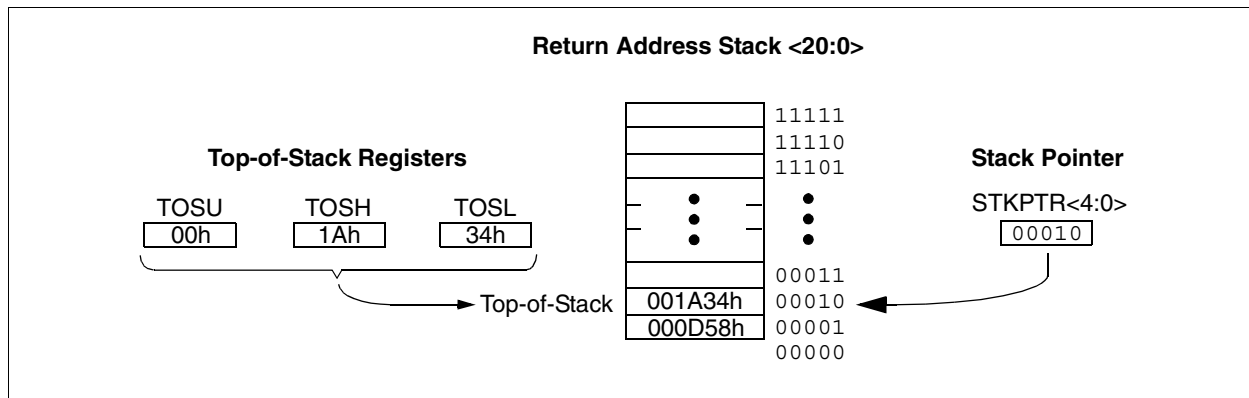 Return Address Stack <20:0>
11111
11110
11101
Top-of-Stack Registers
Stack Pointer
TOSU TOSH TOSL
STKPTR<4:0>
00h 1Ah 34h
00010
00011
Top-of-Stack 001A34h 00010
000D58h 00001
00000